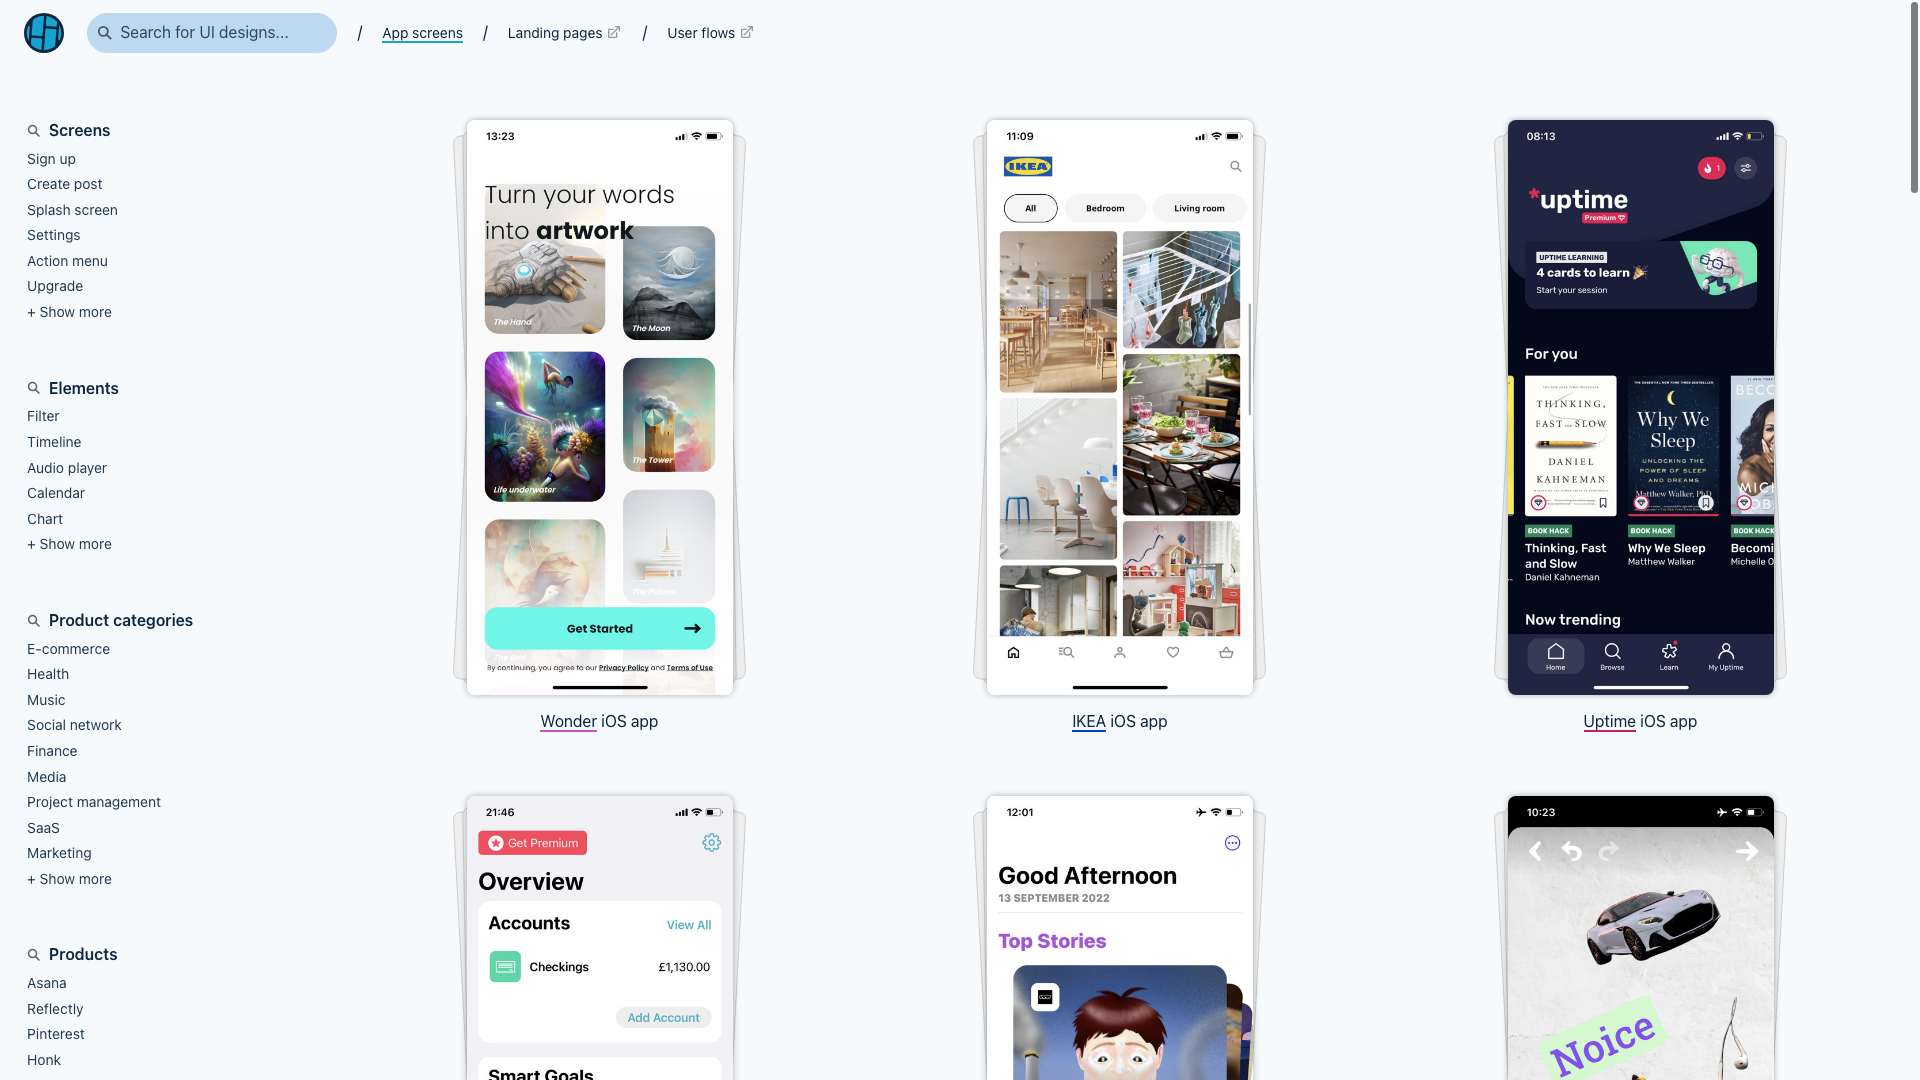 Search for UI designs...
/
App screens
/
Landing pages
/
User flows
Screens
Sign up
Create post
Splash screen
Settings
Action menu
Upgrade
+ Show more
Elements
Filter
Timeline
Audio player
Calendar
Chart
+ Show more
Product categories
E-commerce
Health
Music
Social network
Finance
Media
Project management
SaaS
Marketing
+ Show more
Products
Asana
Reflectly
Pinterest
Honk
13:23
Turn your words
into artwork
The Hand
The Moon
Life underwater
The Tower
The Palace
Get Started
The Bird
By continuing, you agree to our Privacy Policy and Terms of Use
Wonder iOS app
11:09
IKEA
All
Bedroom
Living room
IKEA iOS app
08:13
1
*uptime
Premium
UPTIME LEARNING
4 cards to learn
Start your session
For you
THINKING,
FAST AND SLOW
DANIEL
KAHNEMAN
Why We
Sleep
UNLOCKING THE
POWER OF SLEEP
AND DREAMS
Matthew Walker, PhD
BECO
BOOK HACK
Thinking, Fast
and Slow
Daniel Kahneman
BOOK HACK
Why We Sleep
Matthew Walker
BOOK HACK
Becomi
Michelle O
Now trending
Home
Browse
Learn
My Uptime
Uptime iOS app
21:46
Get Premium
Overview
Accounts
View All
Checkings
£1,130.00
Add Account
Smart Goals
12:01
Good Afternoon
13 SEPTEMBER 2022
Top Stories
10:23
Noice